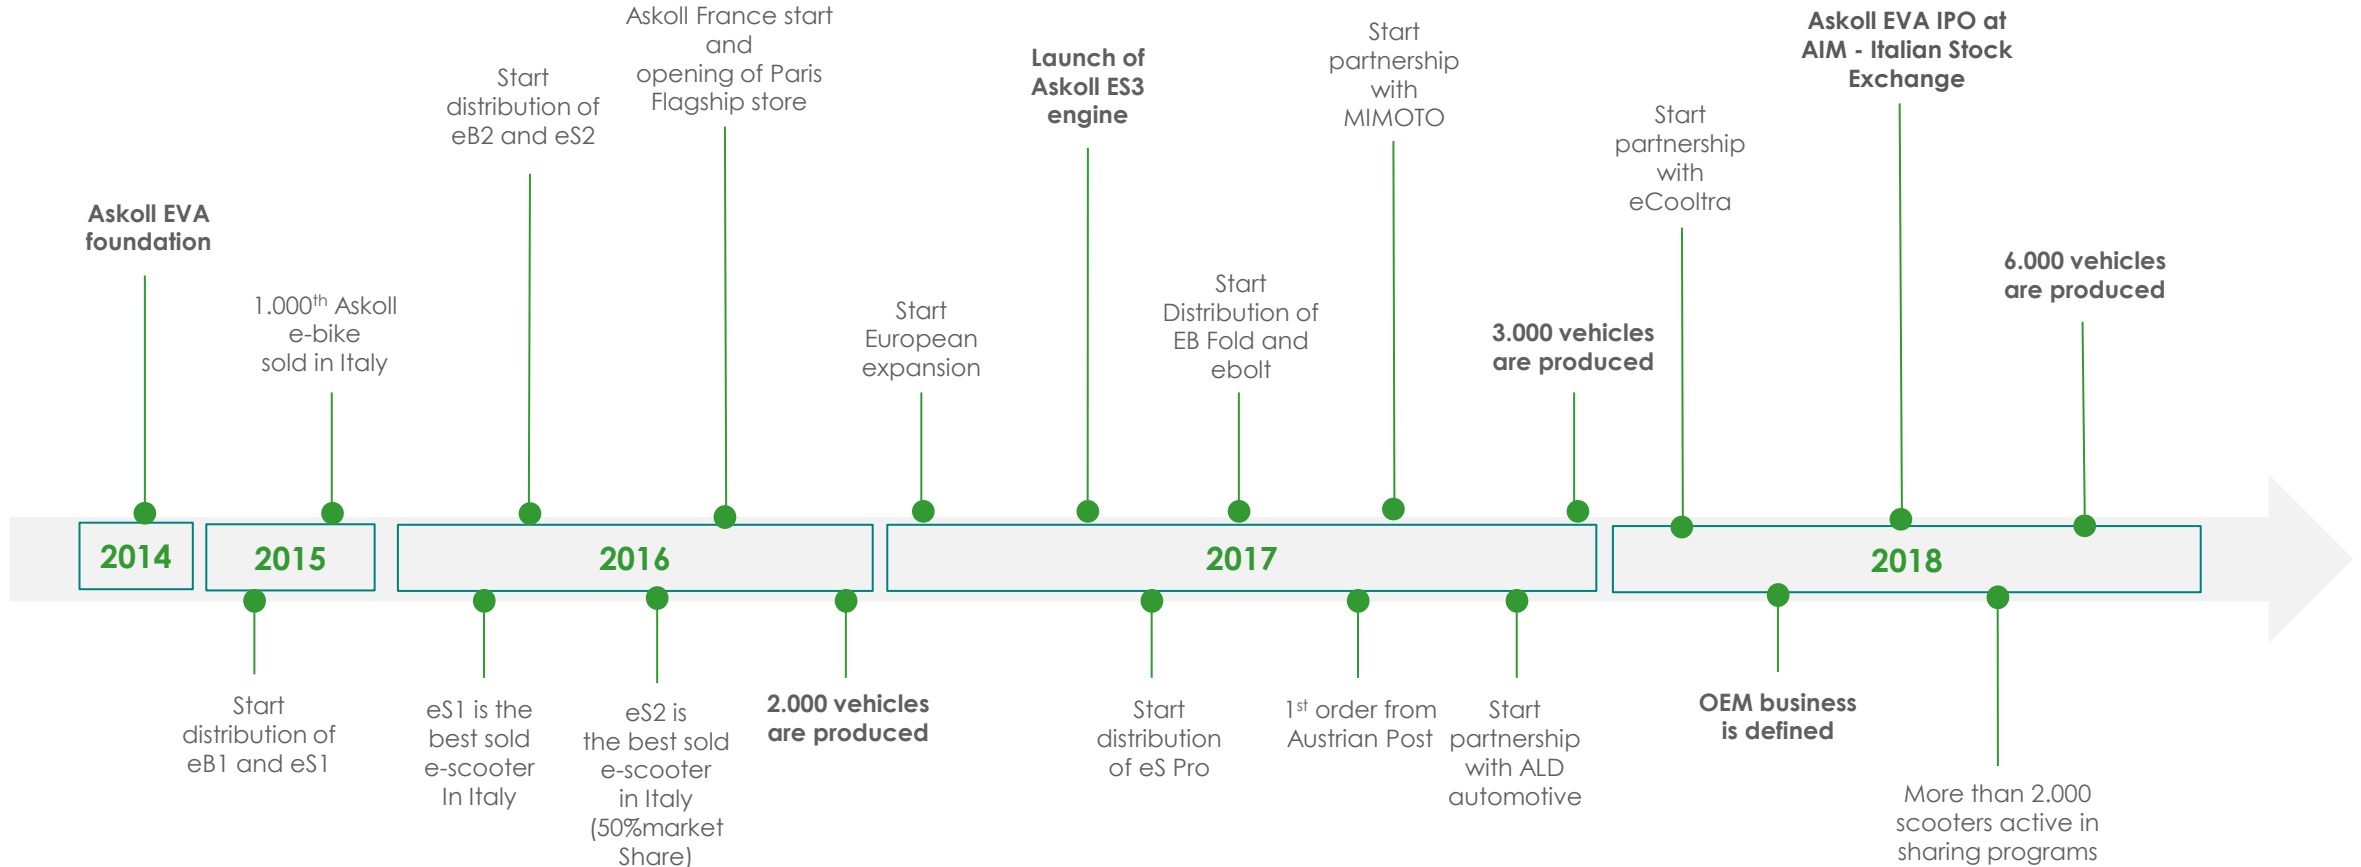 Askoll EVA
foundation
1.000th Askoll
e-bike
sold in Italy
Start
distribution of
eB2 and eS2
Askoll France start
and
opening of Paris
Flagship store
Start
European
expansion
Launch of
Askoll ES3
engine
Start
Distribution of
EB Fold and
ebolt
Start
partnership
with
MIMOTO
3.000 vehicles
are produced
Start
partnership
with
eCooltra
Askoll EVA IPO at
AIM - Italian Stock
Exchange
6.000 vehicles
are produced
2014
2015
2016
2017
2018
Start
distribution of
eB1 and eS1
eS1 is the
best sold
e-scooter
In Italy
eS2 is
the best sold
e-scooter
in Italy
(50%market
Share)
2.000 vehicles
are produced
Start
distribution
of eS Pro
1st order from
Austrian Post
Start
partnership
with ALD
automotive
OEM business
is defined
More than 2.000
scooters active in
sharing programs